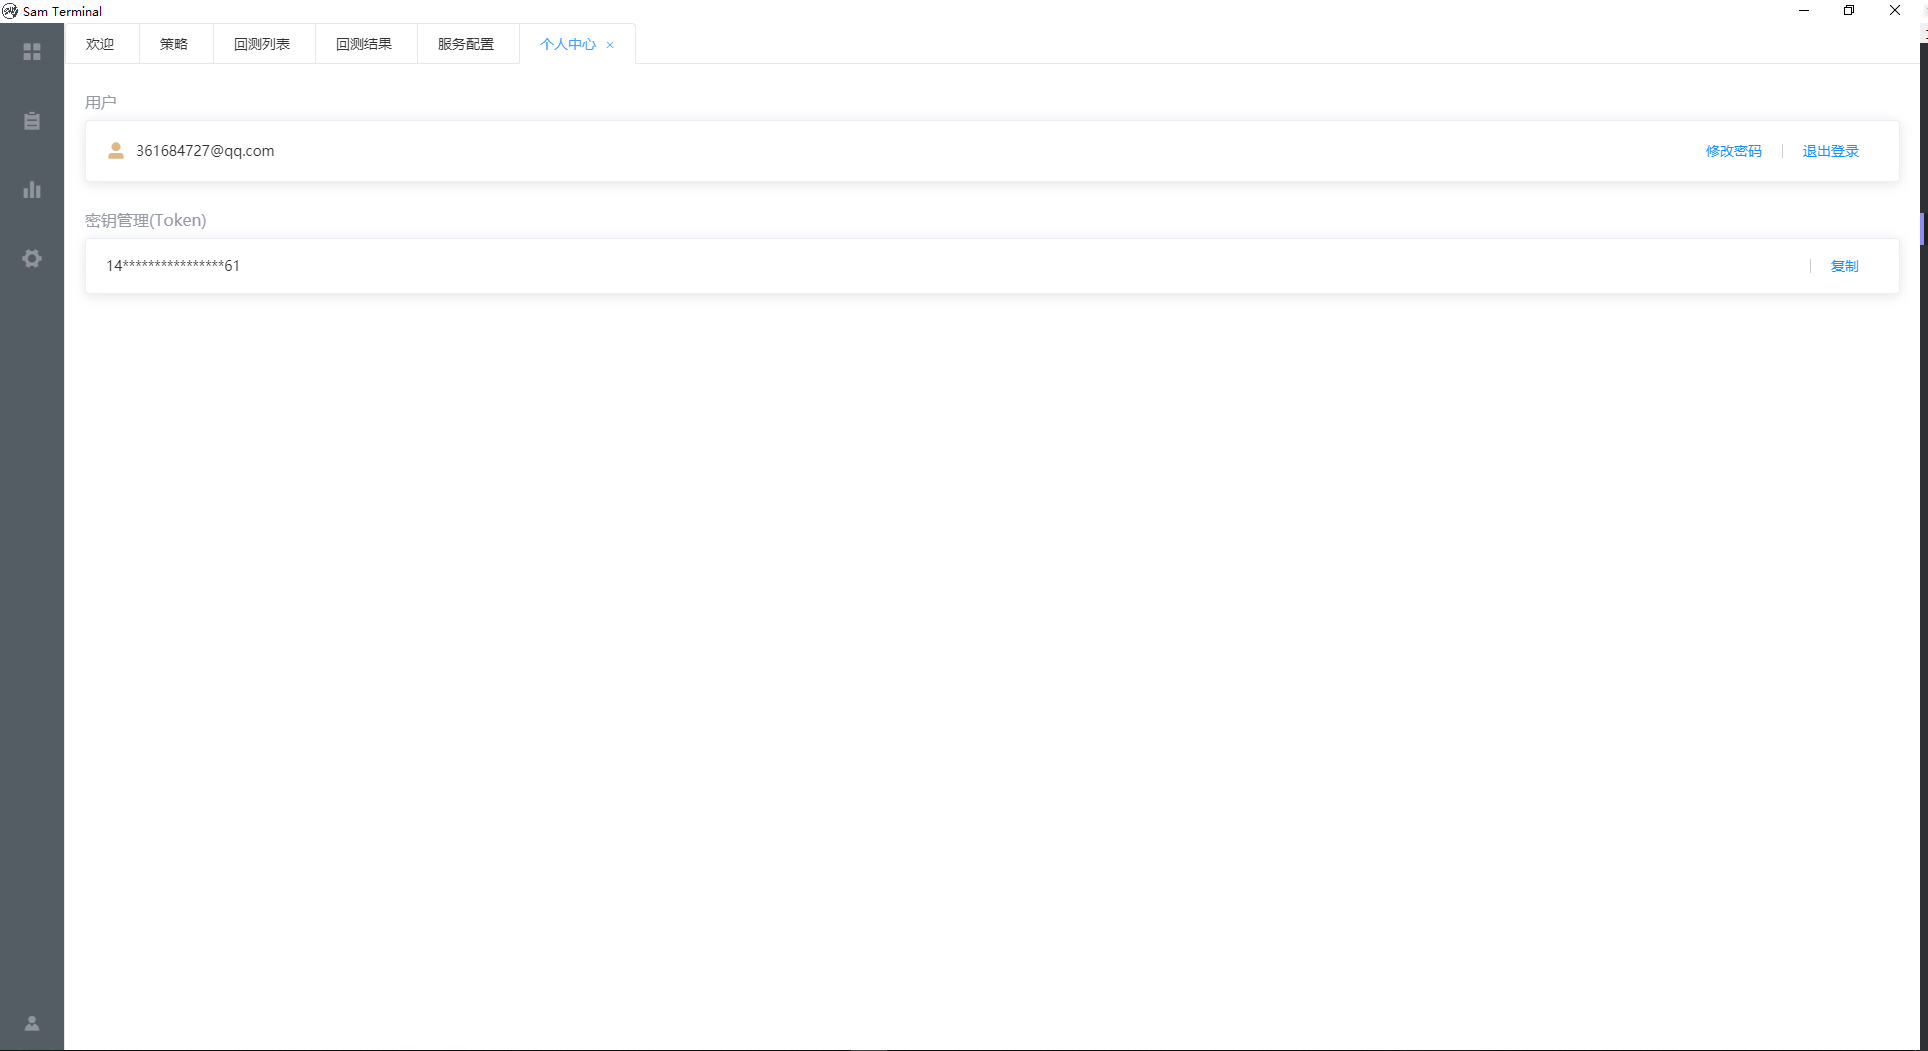 Sam Terminal
欢迎 策略 回测列表 回测结果 服务配置 个人中心
用户
361684727@qq.com 修改密码 退出登录
密钥管理(Token)
14****************61 复制